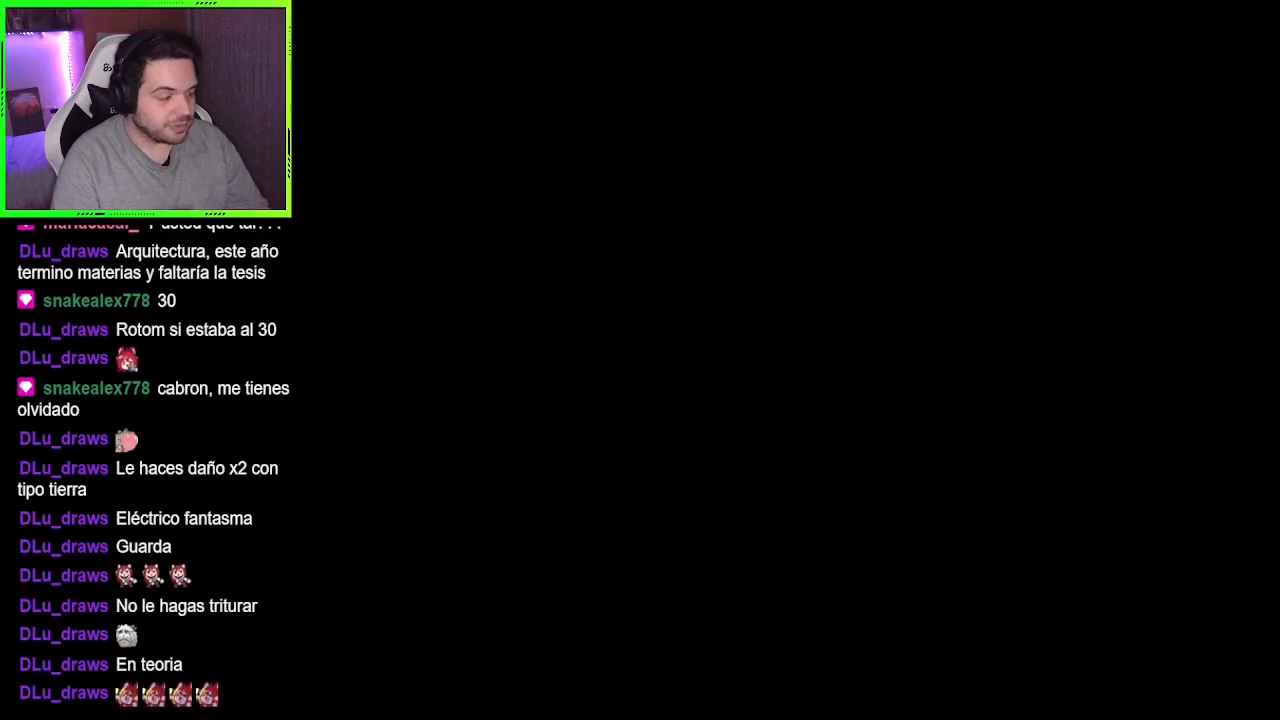 DLu_draws Arquitectura, este año
termino materias y faltaría la tesis
snakealex778 30
DLu_draws Rotom si estaba al 30
DLu_draws
snakealex778 cabron, me tienes
olvidado
DLu_draws
DLu_draws Le haces daño x2 con
tipo tierra
DLu_draws Eléctrico fantasma
DLu_draws Guarda
DLu_draws
DLu_draws No le hagas triturar
DLu_draws
DLu_draws En teoria
DLu_draws